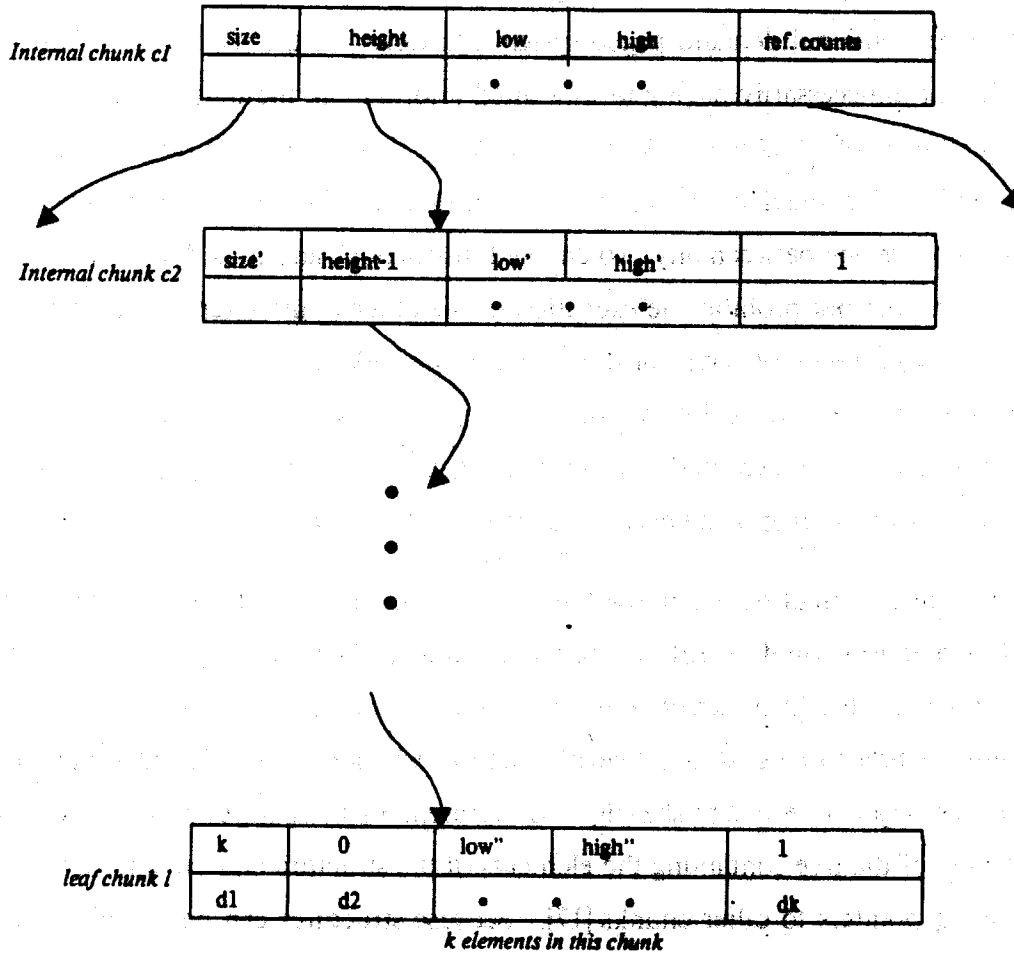 size height low high ref. counts
Internal chunk c1
size' height-1 low' high' 1
Internal chunk c2
k 0 low" high" 1
leaf chunk l
d1 d2 dk
k elements in this chunk